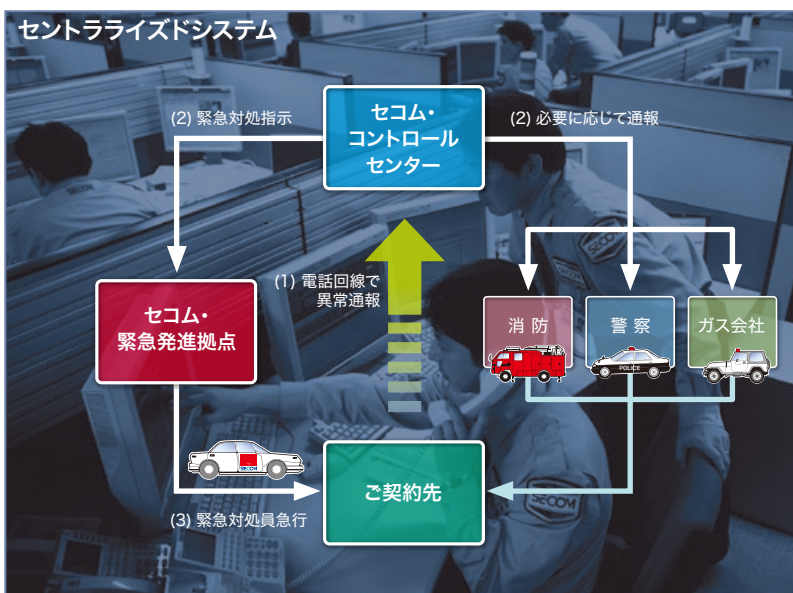 セントラライズドシステム
セコム・
コントロール
センター
(2) 緊急対処指示
(2) 必要に応じて通報
(1) 電話回線で
異常通報
セコム・
緊急発進拠点
消 防
警 察
ガス会社
POLICE
SECOM
ご契約先
(3) 緊急対処員急行
SECOM
SECOM